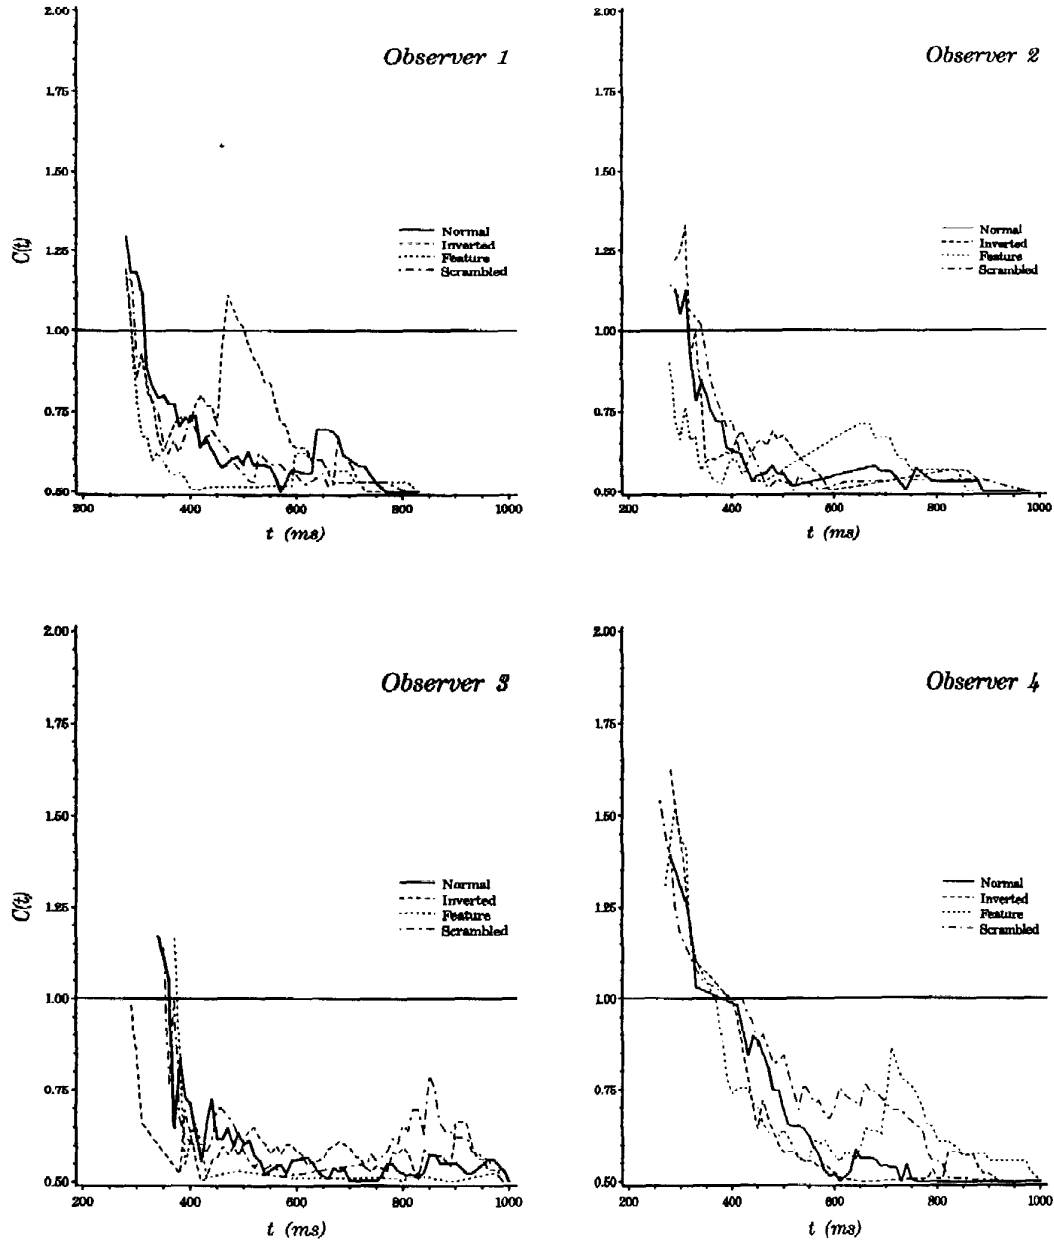 Observer 1
C(t)
2.00
1.75
1.50
1.25
1.00
0.75
0.50
Normal
Inverted
Feature
Scrambled
200 400 600 800 1000
t (ms)
Observer 2
2.00
1.75
1.50
1.25
1.00
0.75
0.50
Normal
Inverted
Feature
Scrambled
200 400 600 800 1000
t (ms)
Observer 3
C(t)
2.00
1.75
1.50
1.25
1.00
0.75
0.50
Normal
Inverted
Feature
Scrambled
200 400 600 800 1000
t (ms)
Observer 4
2.00
1.75
1.50
1.25
1.00
0.75
0.50
Normal
Inverted
Feature
Scrambled
200 400 600 800 1000
t (ms)